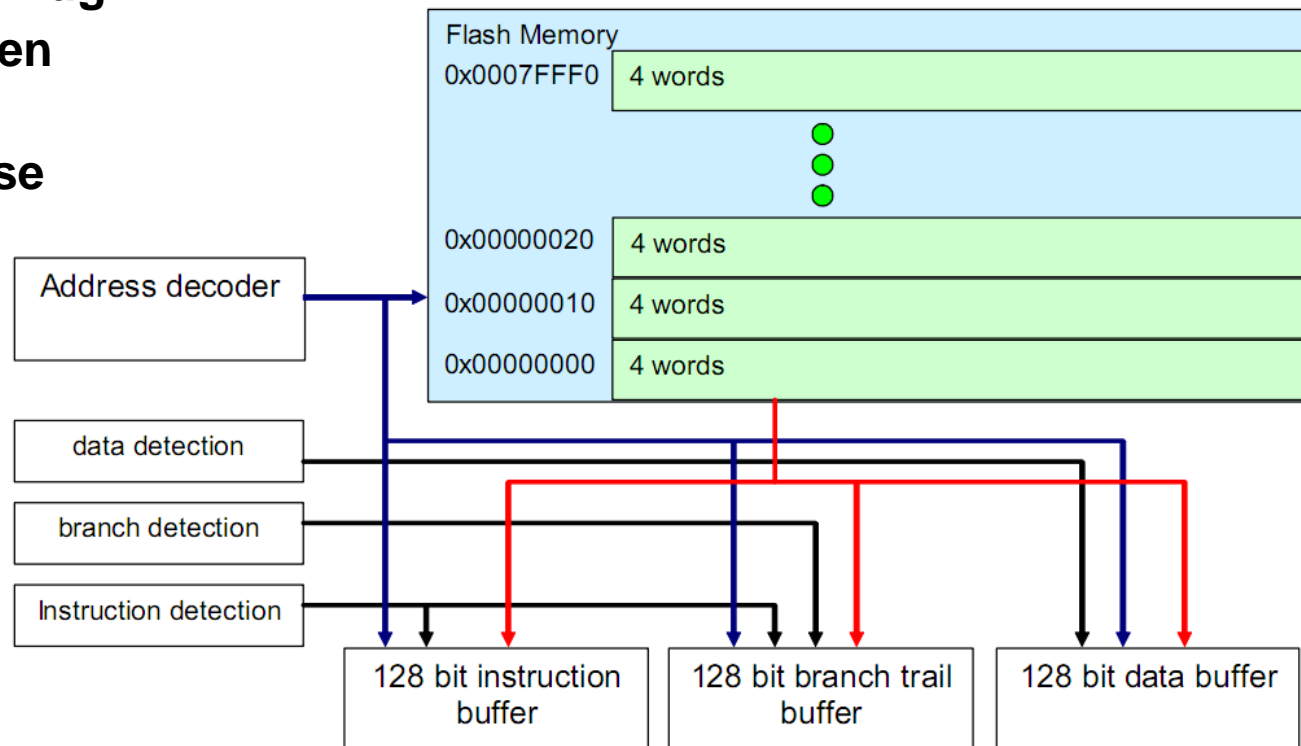 en
se
Flash Memory
0x0007FFF0 4 words
0x00000020 4 words
Address decoder
0x00000010 4 words
0x00000000 4 words
data detection
branch detection
Instruction detection
128 bit instruction
buffer
128 bit branch trail
buffer
128 bit data buffer